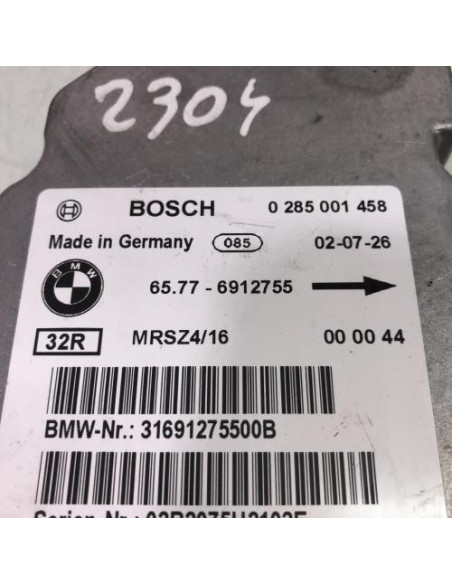 2304
BOSCH 0 285 001 458
Made in Germany 085 02-07-26
BMW 65.77 - 6912755
32R MRSZ4/16 00 00 44
BMW-Nr.: 31691275500B